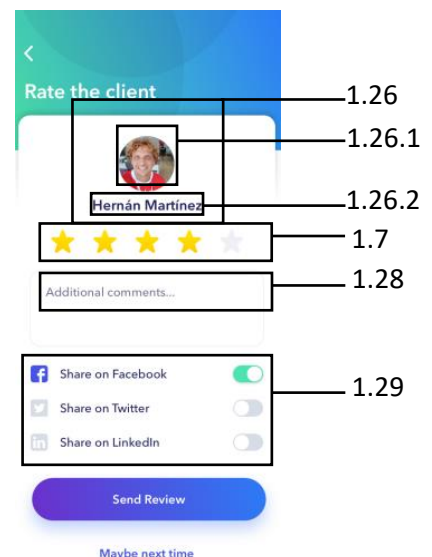 Rate the client
1.26
1.26.1
Hernán Martínez
1.26.2
1.7
Additional comments...
1.28
Share on Facebook
1.29
Share on Twitter
in Share on LinkedIn
Send Review
Maybe next time